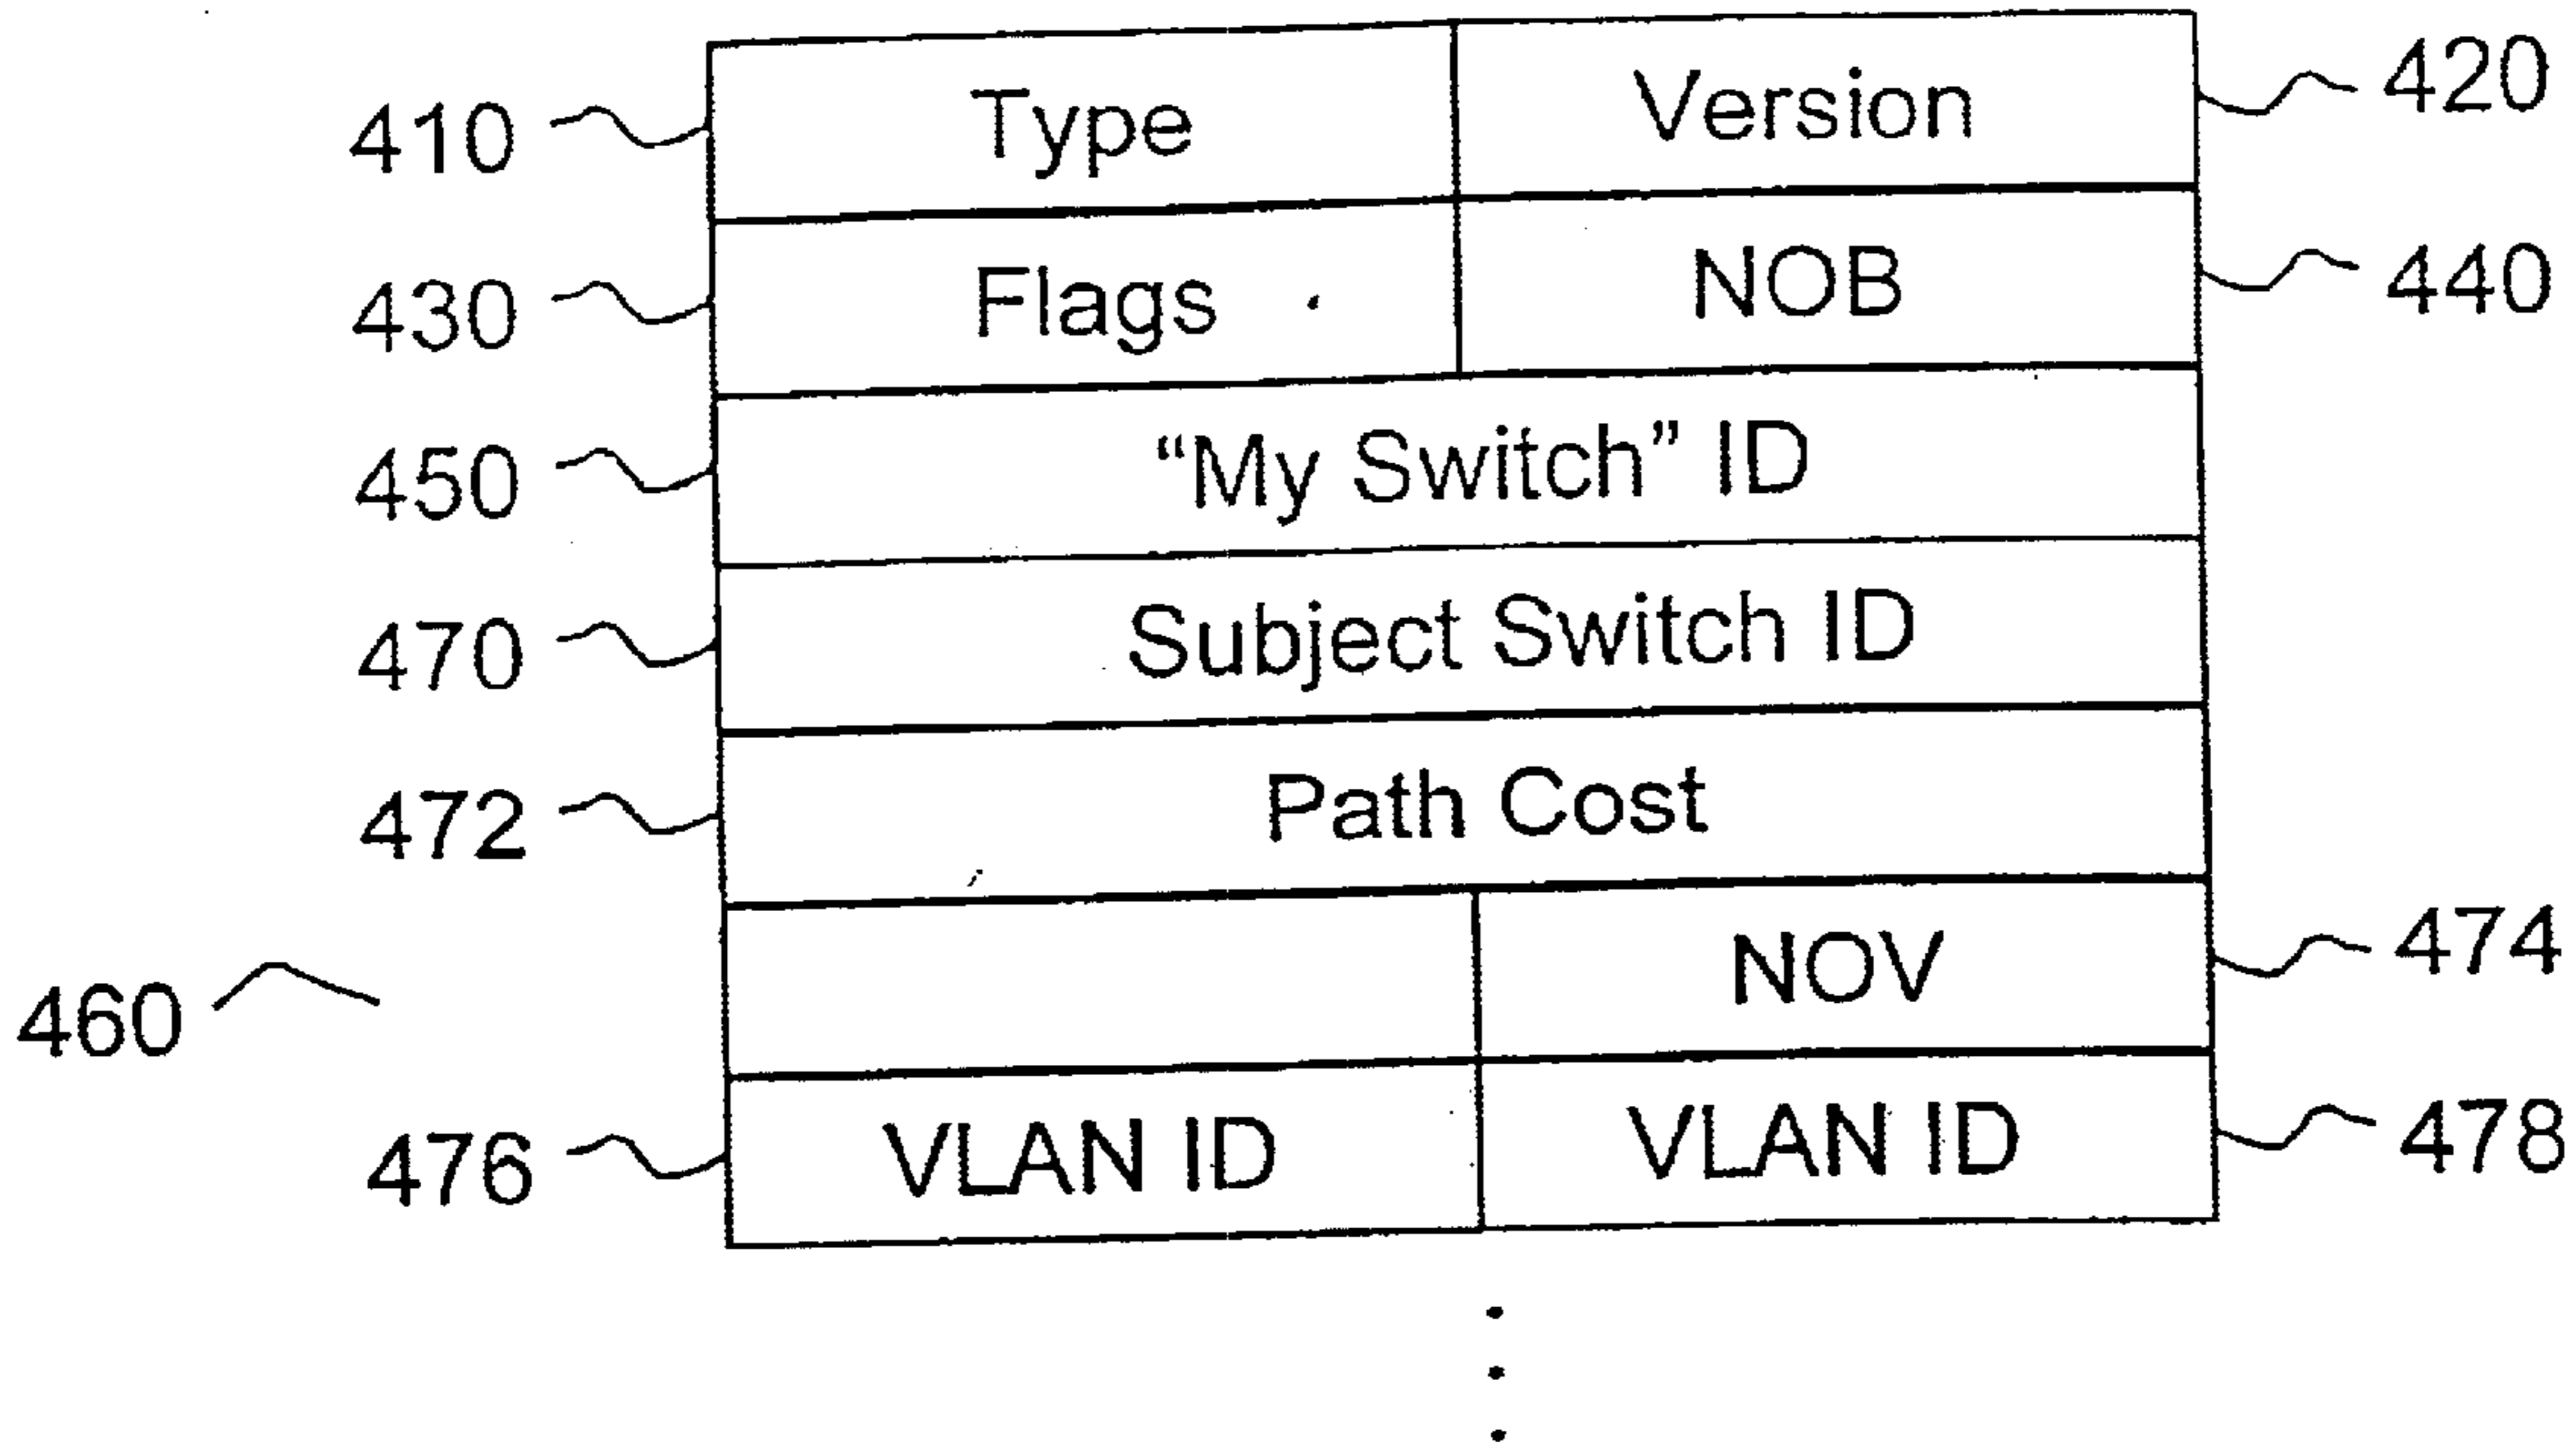 410 Type Version 420
430 Flags NOB 440
450 “My Switch” ID
470 Subject Switch ID
472 Path Cost
NOV 474
460
476 VLAN ID VLAN ID 478